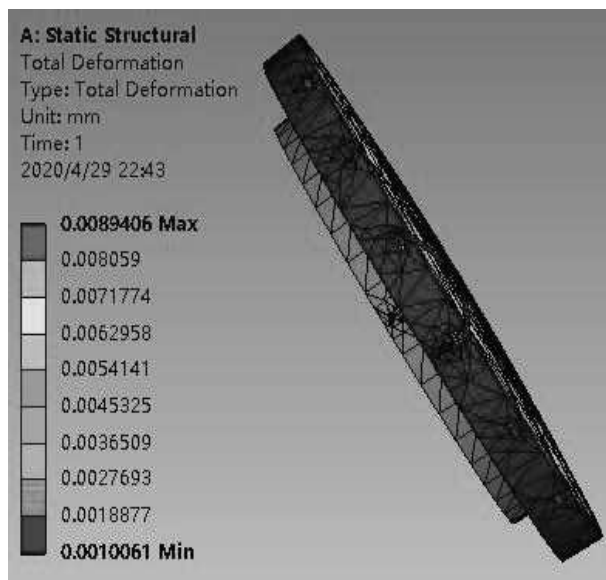 A: Static Structural
Total Deformation
Type: Total Deformation
Unit: mm
Time: 1
2020/4/29 22:43
0.0089406 Max
0.008059
0.0071774
0.0062958
0.0054141
0.0045325
0.0036509
0.0027693
0.0018877
0.0010061 Min